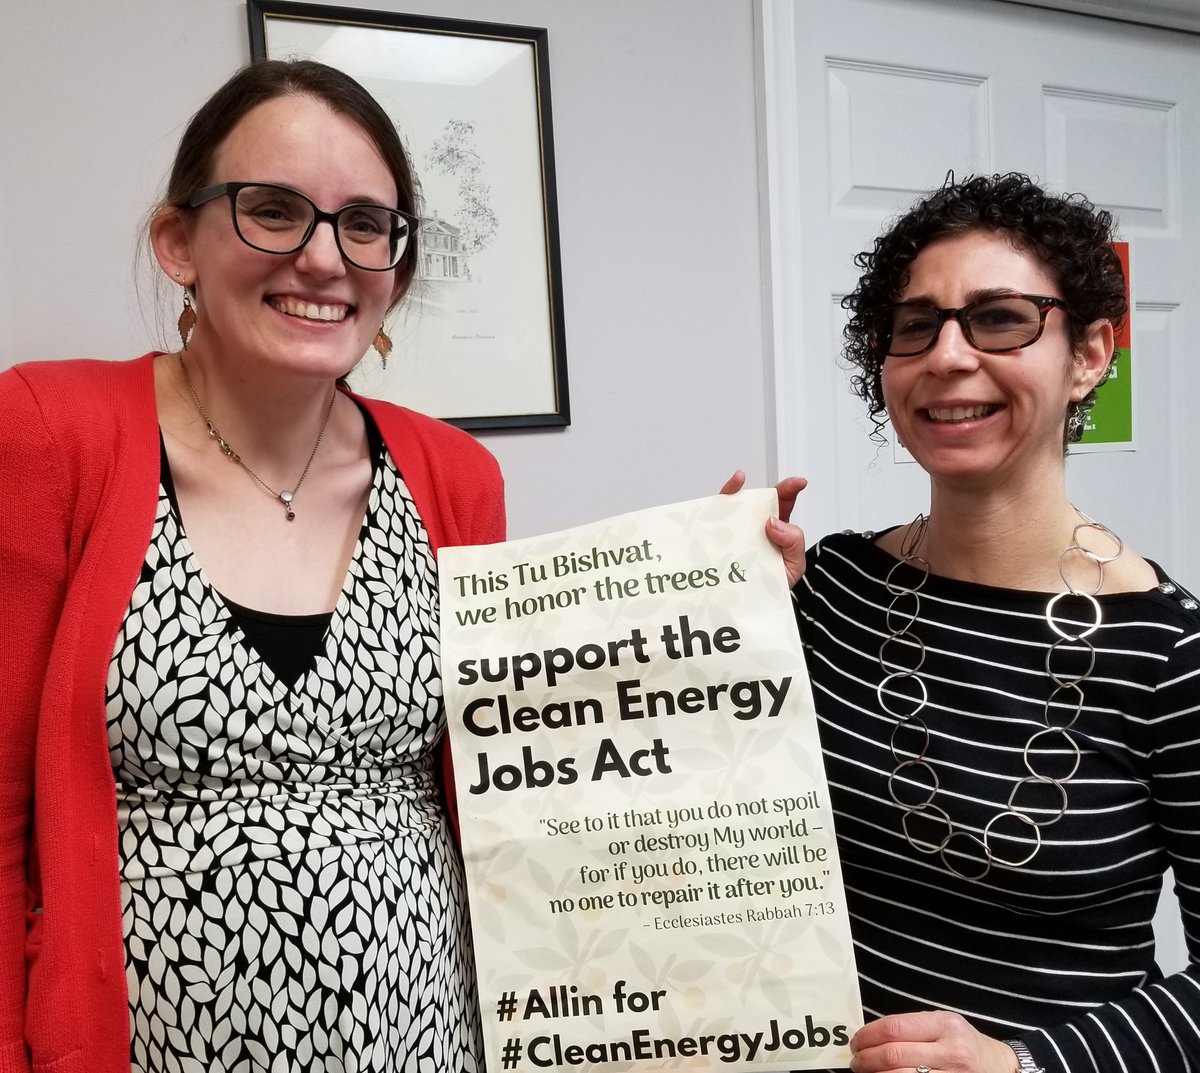 This Tu Bishvat,
we honor the trees &
support the
Clean Energy
Jobs Act
"See to it that you do not spoil
or destroy My world –
for if you do, there will be
no one to repair it after you."
– Ecclesiastes Rabbah 7:13
#Allin for
#CleanEnergyJobs